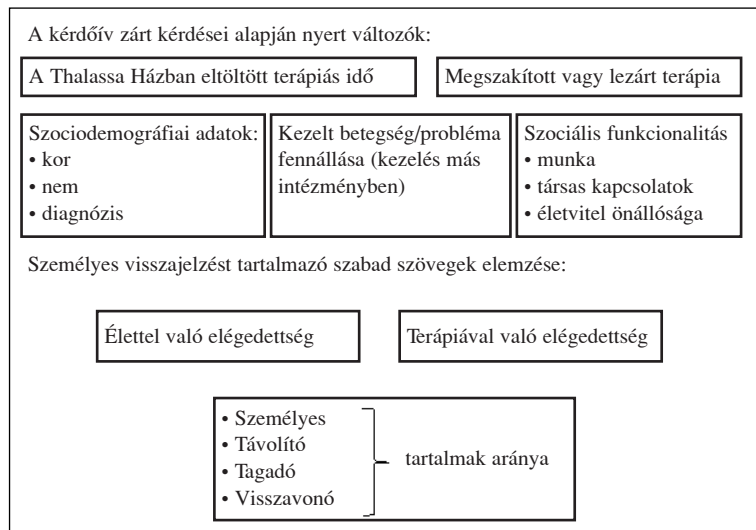 A kérdőív zárt kérdései alapján nyert változók:
A Thalassa Házban eltöltött terápiás idő
Megszakított vagy lezárt terápia
Szociodemográfiai adatok:
• kor
• nem
• diagnózis
Kezelt betegség/probléma
fennállása (kezelés más
intézményben)
Szociális funkcionalitás
• munka
• társas kapcsolatok
• életvitel önállósága
Személyes visszajelzést tartalmazó szabad szövegek elemzése:
Élettel való elégedettség
Terápiával való elégedettség
• Személyes
• Távolító
• Tagadó
• Visszavonó
tartalmak aránya